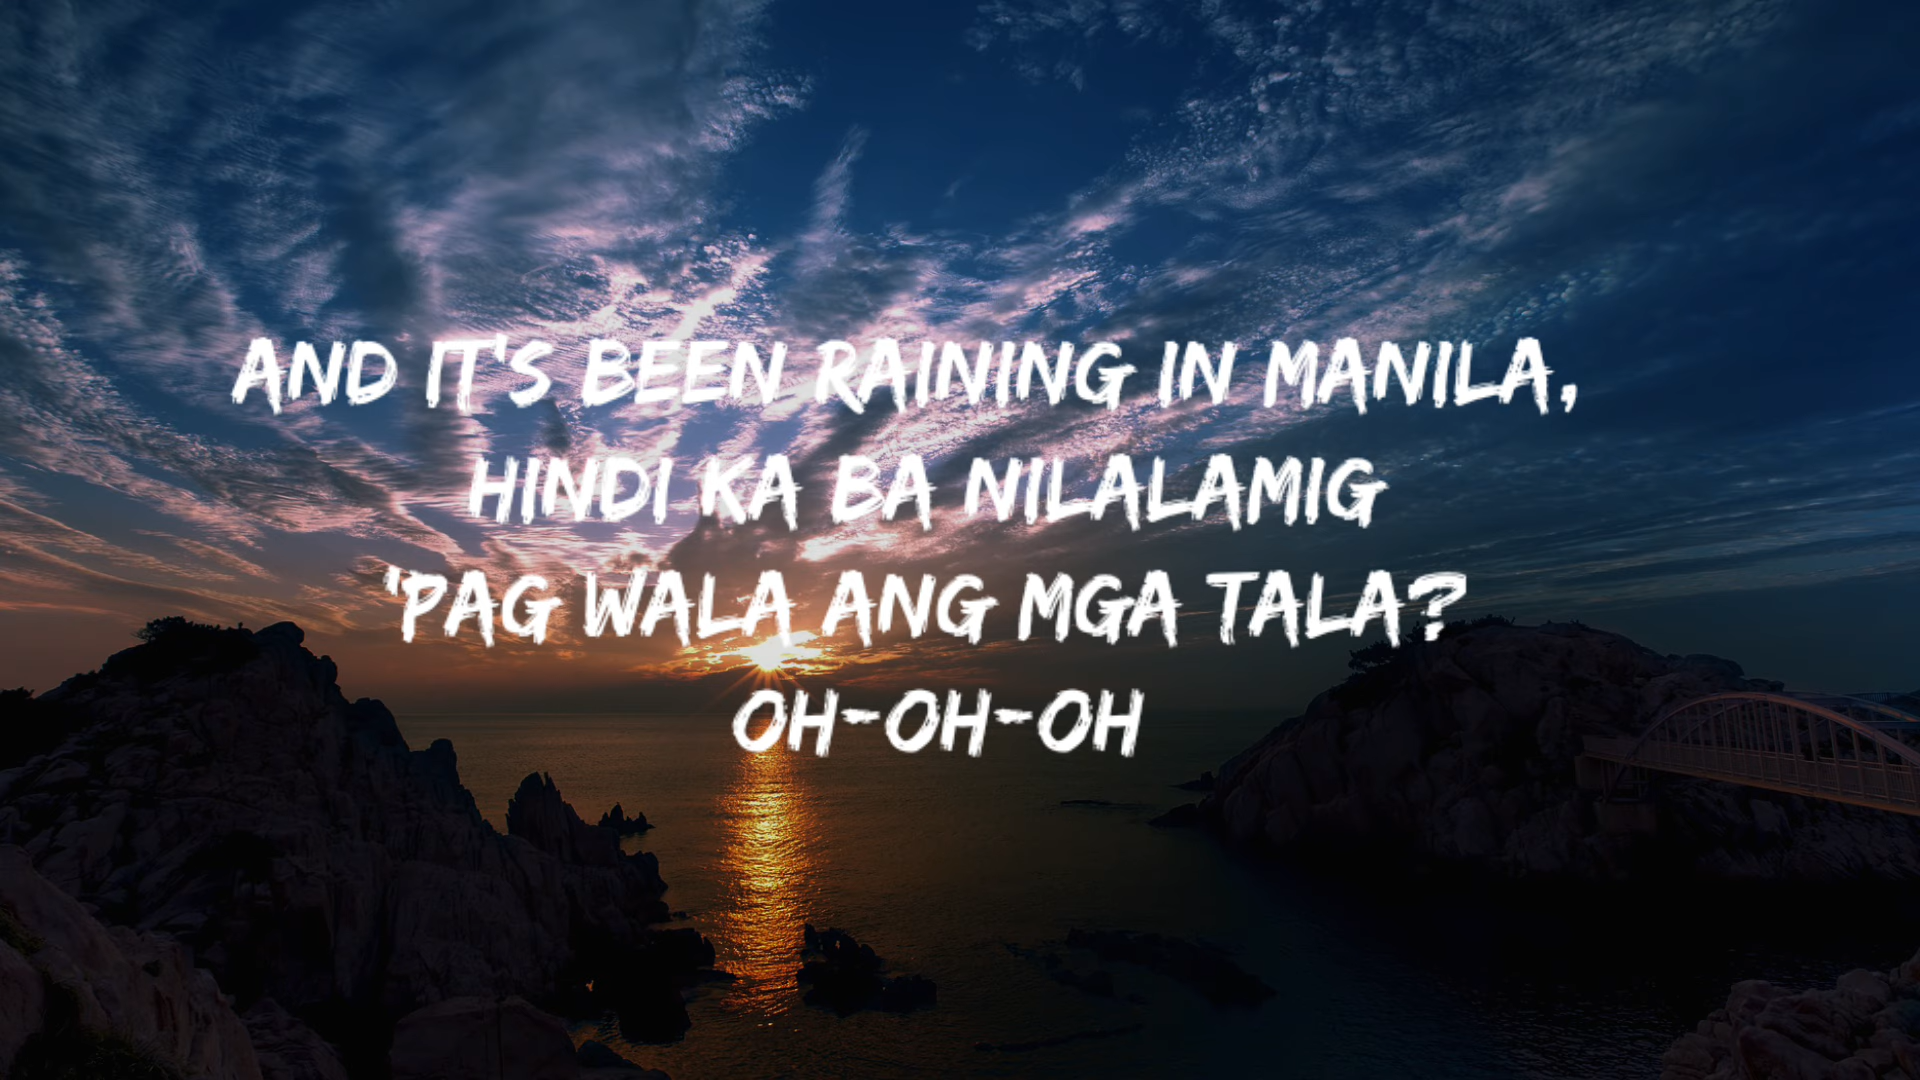 AND IT'S BEEN RAINING IN MANILA,
HINDI KA BA NILALAMIG
'PAG WALA ANG MGA TALA?
OH-OH-OH